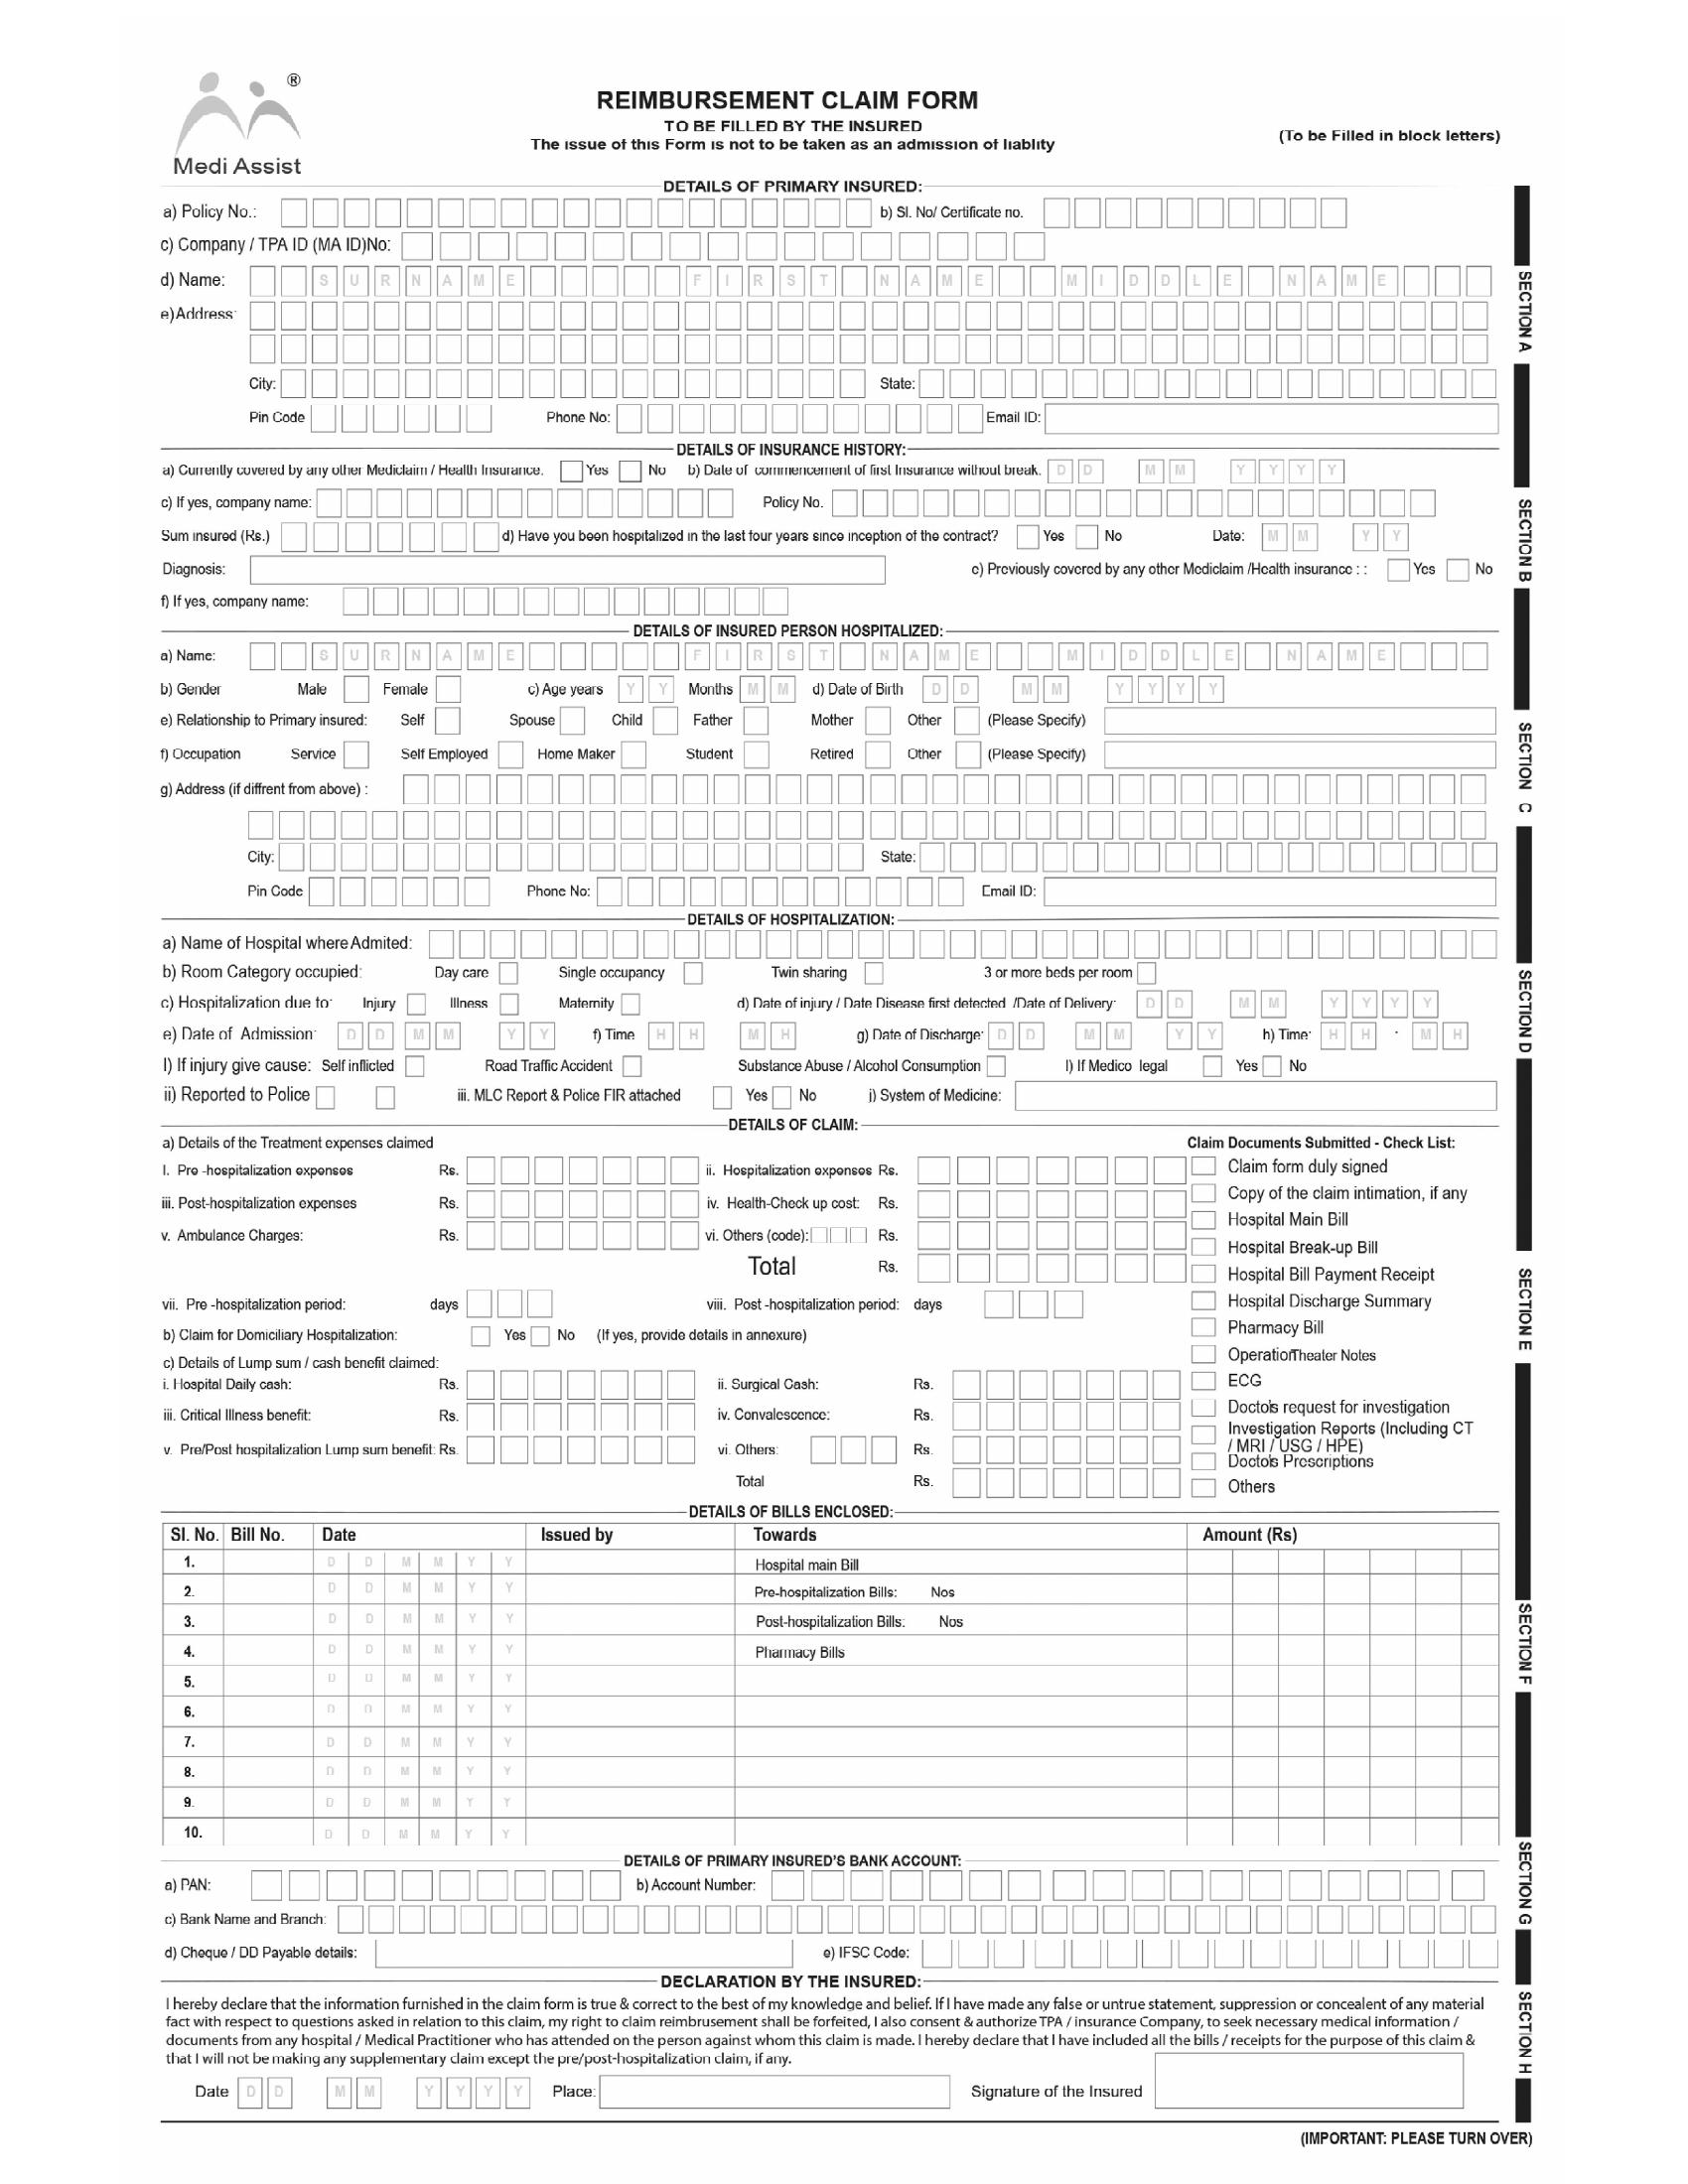 ®
Medi Assist
REIMBURSEMENT CLAIM FORM
TO BE FILLED BY THE INSURED
The issue of this Form is not to be taken as an admission of liablity
(To be Filled in block letters)
DETAILS OF PRIMARY INSURED:
a) Policy No.: b) Sl. No/ Certificate no.
c) Company / TPA ID (MA ID)No:
d) Name: S U R N A M E F I R S T N A M E M I D D L E N A M E
e)Address:
City: State:
Pin Code Phone No: Email ID:
SECTION A
DETAILS OF INSURANCE HISTORY:
a) Currently covered by any other Mediclaim / Health Insurance. Yes No b) Date of commencement of first Insurance without break. D D M M Y Y Y Y
c) If yes, company name: Policy No.
Sum insured (Rs.) d) Have you been hospitalized in the last four years since inception of the contract? Yes No Date: M M Y Y
Diagnosis: e) Previously covered by any other Mediclaim /Health insurance : : Yes No
f) If yes, company name:
SECTION B
DETAILS OF INSURED PERSON HOSPITALIZED:
a) Name: S U R N A M E F I R S T N A M E M I D D L E N A M E
b) Gender Male Female c) Age years Y Y Months M M d) Date of Birth D D M M Y Y Y Y
e) Relationship to Primary insured: Self Spouse Child Father Mother Other (Please Specify)
f) Occupation Service Self Employed Home Maker Student Retired Other (Please Specify)
g) Address (if diffrent from above) :
City: State:
Pin Code Phone No: Email ID:
SECTION C
DETAILS OF HOSPITALIZATION:
a) Name of Hospital where Admited:
b) Room Category occupied: Day care Single occupancy Twin sharing 3 or more beds per room
c) Hospitalization due to: Injury Illness Maternity d) Date of injury / Date Disease first detected /Date of Delivery: D D M M Y Y Y Y
e) Date of Admission: D D M M Y Y f) Time H H M H g) Date of Discharge: D D M M Y Y h) Time: H H : M H
I) If injury give cause: Self inflicted Road Traffic Accident Substance Abuse / Alcohol Consumption I) If Medico legal Yes No
ii) Reported to Police iii. MLC Report & Police FIR attached Yes No j) System of Medicine:
SECTION D
DETAILS OF CLAIM:
a) Details of the Treatment expenses claimed
I. Pre -hospitalization expenses Rs. ii. Hospitalization expenses Rs.
iii. Post-hospitalization expenses Rs. iv. Health-Check up cost: Rs.
v. Ambulance Charges: Rs. vi. Others (code): Rs.
Total Rs.
vii. Pre -hospitalization period: days viii. Post -hospitalization period: days
b) Claim for Domiciliary Hospitalization: Yes No (If yes, provide details in annexure)
c) Details of Lump sum / cash benefit claimed:
i. Hospital Daily cash: Rs. ii. Surgical Cash: Rs.
iii. Critical Illness benefit: Rs. iv. Convalescence: Rs.
v. Pre/Post hospitalization Lump sum benefit: Rs. vi. Others: Rs.
Total Rs.
Claim Documents Submitted - Check List:
Claim form duly signed
Copy of the claim intimation, if any
Hospital Main Bill
Hospital Break-up Bill
Hospital Bill Payment Receipt
Hospital Discharge Summary
Pharmacy Bill
OperationTheater Notes
ECG
Doctor's request for investigation
Investigation Reports (Including CT
/ MRI / USG / HPE)
Doctor's Prescriptions
Others
SECTION E
DETAILS OF BILLS ENCLOSED:
Sl. No. Bill No. Date Issued by Towards Amount (Rs)
1. D D M M Y Y Hospital main Bill
2. D D M M Y Y Pre-hospitalization Bills: Nos
3. D D M M Y Y Post-hospitalization Bills: Nos
4. D D M M Y Y Pharmacy Bills
5. D D M M Y Y
6. D D M M Y Y
7. D D M M Y Y
8. D D M M Y Y
9. D D M M Y Y
10. D D M M Y Y
SECTION F
DETAILS OF PRIMARY INSURED'S BANK ACCOUNT:
a) PAN: b) Account Number:
c) Bank Name and Branch:
d) Cheque / DD Payable details: e) IFSC Code:
SECTION G
DECLARATION BY THE INSURED:
I hereby declare that the information furnished in the claim form is true & correct to the best of my knowledge and belief. If I have made any false or untrue statement, suppression or concealent of any material
fact with respect to questions asked in relation to this claim, my right to claim reimbrusement shall be forfeited, I also consent & authorize TPA / insurance Company, to seek necessary medical information /
documents from any hospital / Medical Practitioner who has attended on the person against whom this claim is made. I hereby declare that I have included all the bills / receipts for the purpose of this claim &
that I will not be making any supplementary claim except the pre/post-hospitalization claim, if any.
Date D D M M Y Y Y Y Place: Signature of the Insured
SECTION H
(IMPORTANT: PLEASE TURN OVER)